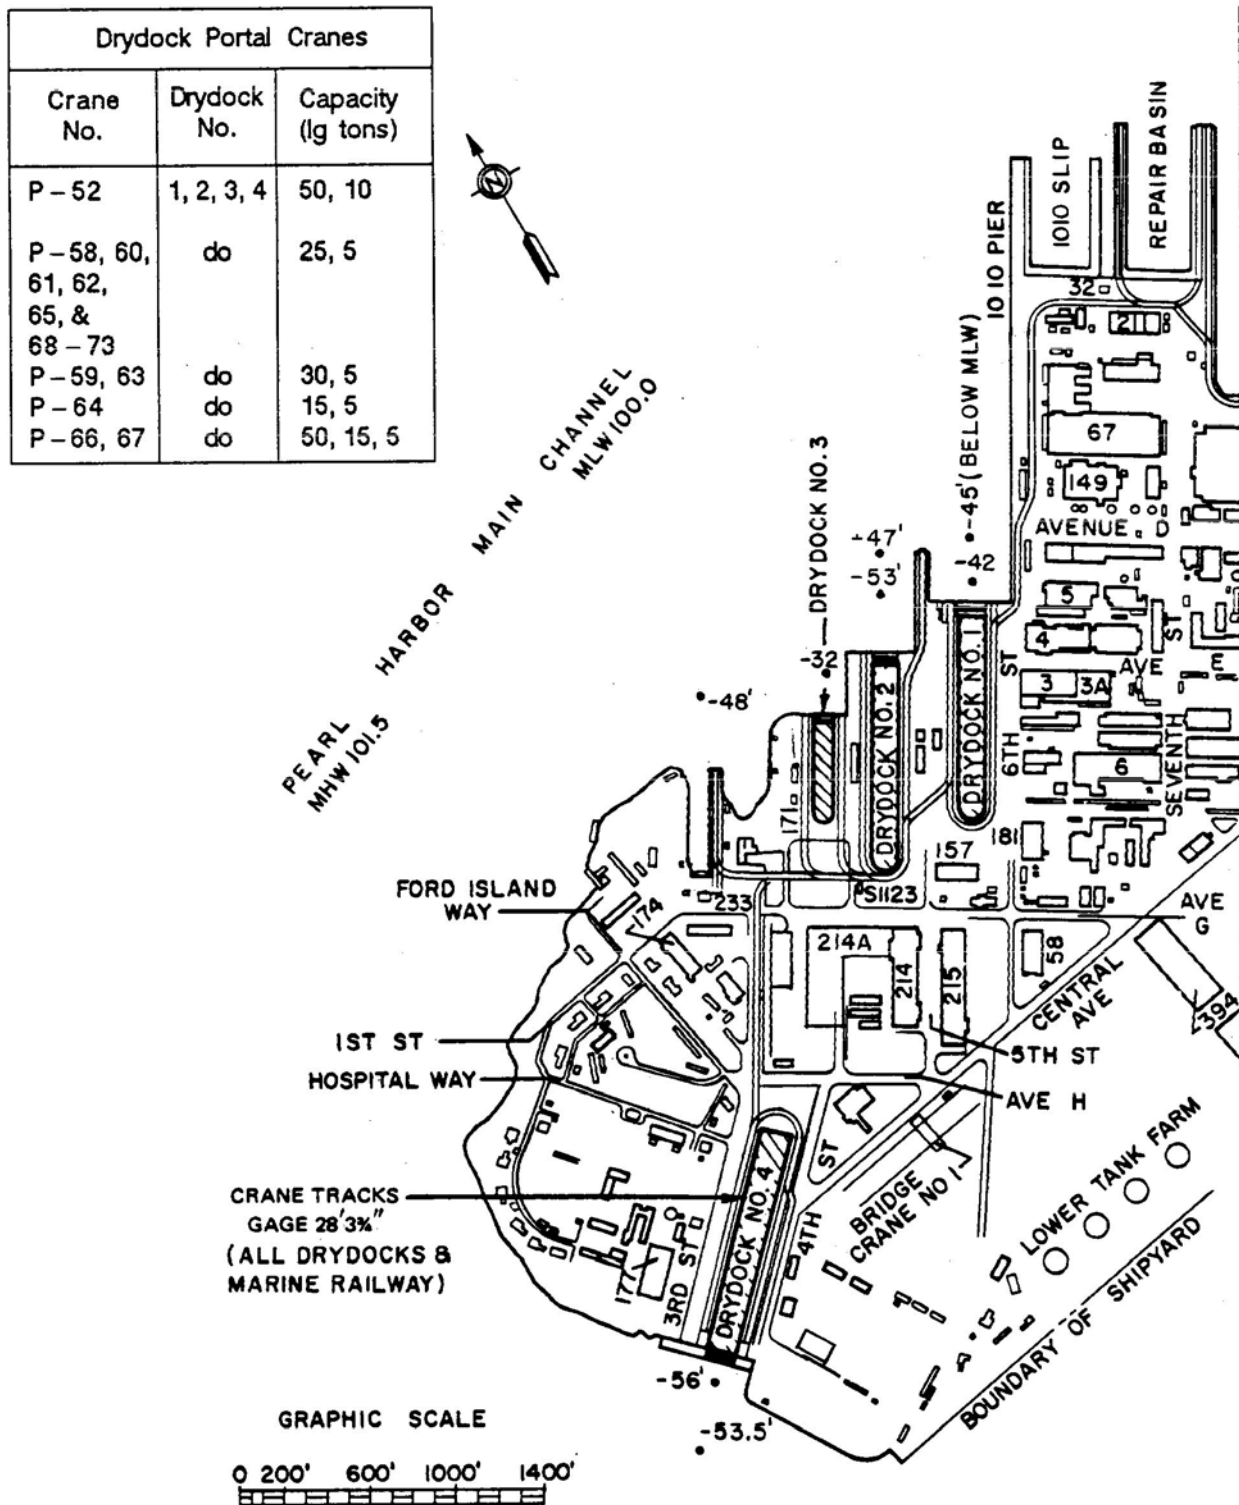 Drydock Portal Cranes
Crane No.
Drydock No.
Capacity (lg tons)
P – 52
1, 2, 3, 4
50, 10
P – 58, 60,
61, 62,
65, &
68 – 73
do
25, 5
P – 59, 63
do
30, 5
P – 64
do
15, 5
P – 66, 67
do
50, 15, 5
N
PEARL HARBOR MAIN CHANNEL
MHW 101.5
MLW 100.0
1010 PIER
1010 SLIP
REPAIR BASIN
32
2
67
149
AVENUE D
-45' (BELOW MLW)
-42
-47'
-53'
DRYDOCK NO. 3
-32
-48'
5
4
ST
ST
AVE E
3
3A
6TH
SEVENTH
6
DRYDOCK NO. 1
DRYDOCK NO. 2
171
181
157
S1123
233
174
FORD ISLAND
WAY
AVE
G
214A
214
215
58
CENTRAL
AVE
394
1ST ST
5TH ST
HOSPITAL WAY
AVE H
4TH ST
BRIDGE
CRANE NO 1
LOWER TANK FARM
BOUNDARY OF SHIPYARD
CRANE TRACKS
GAGE 28'3¾"
(ALL DRYDOCKS &
MARINE RAILWAY)
DRYDOCK NO. 4
177
3RD ST
-56'
-53.5'
GRAPHIC SCALE
0 200' 600' 1000' 1400'